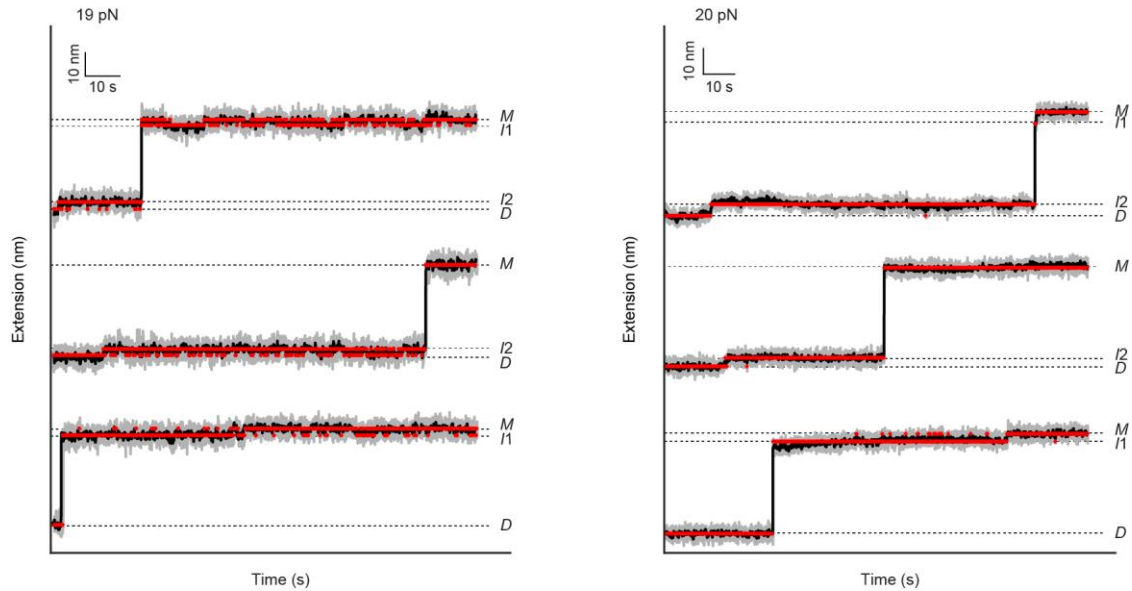 19 pN
10 nm
10 s
M
I1
I2
D
M
I2
D
M
I1
D
Extension (nm)
Time (s)
20 pN
10 nm
10 s
M
I1
I2
D
M
I2
D
M
I1
D
Extension (nm)
Time (s)